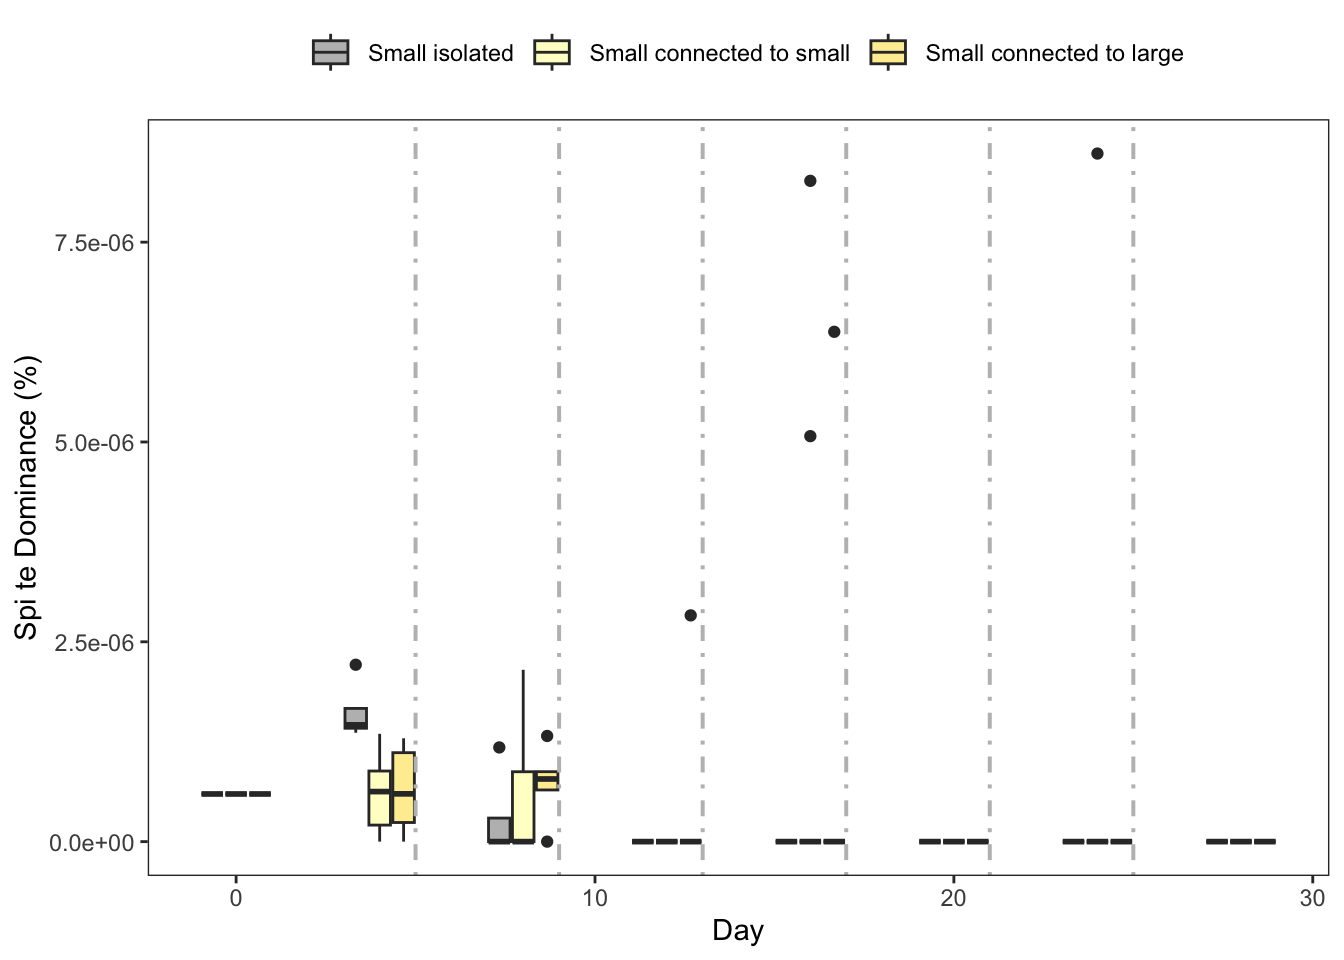 Small isolated Small connected to small Small connected to large
7.5e-06
5.0e-06
2.5e-06
0.0e+00
Spi te Dominance (%)
0 10 20 30
Day